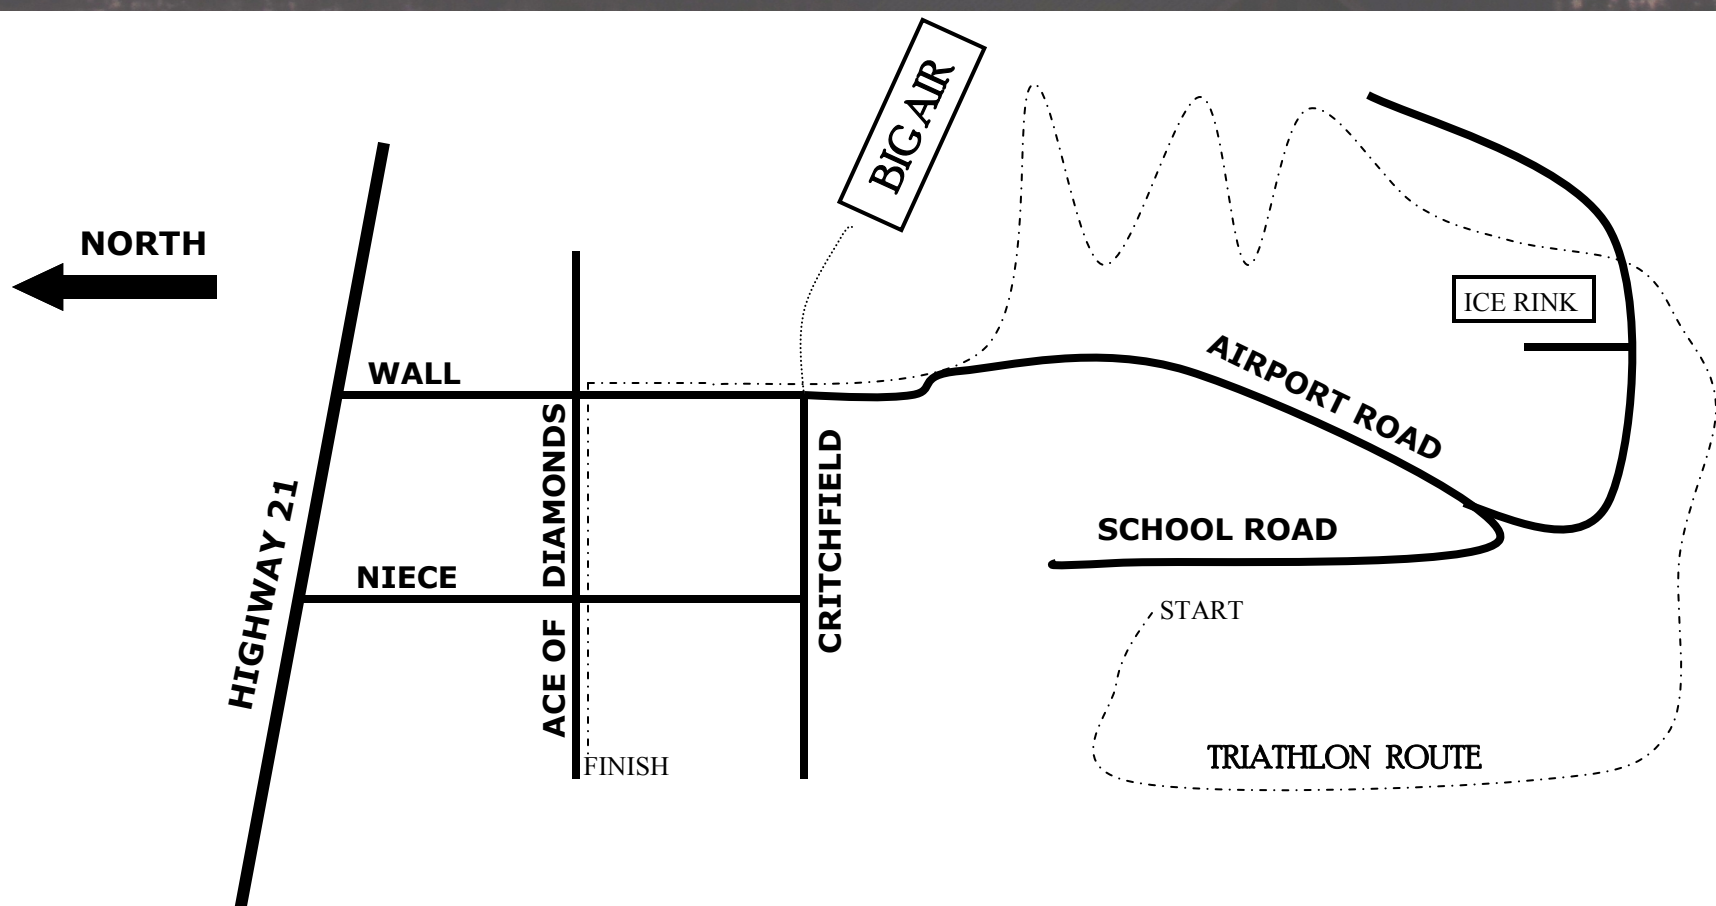 BIG AIR
NORTH
ICE RINK
WALL
AIRPORT ROAD
ACE OF DIAMONDS
CRITCHFIELD
HIGHWAY 21
SCHOOL ROAD
NIECE
START
TRIATHLON ROUTE
FINISH